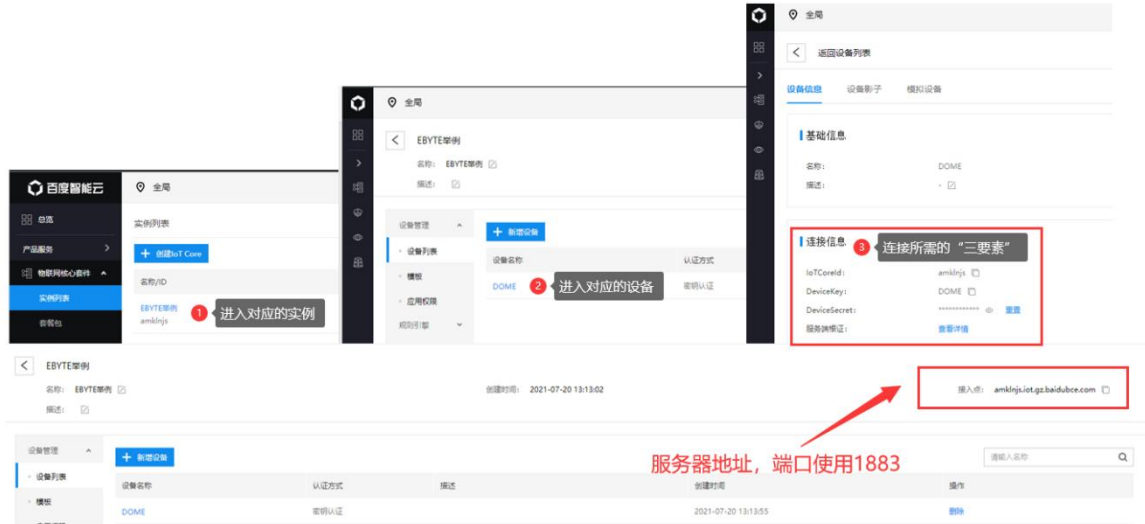 全局
返回设备列表
设备信息 设备影子 模拟设备
基础信息
名称: DOME
描述: -
连接信息 3 连接所需的“三要素”
IoTCoreId: amklnjs
DeviceKey: DOME
DeviceSecret: ************ 重置
服务端根证: 查看详情
全局
EBYTE举例
名称: EBYTE举例
描述:
设备管理
新增设备
设备列表
设备名称 认证方式
模板
DOME 2 进入对应的设备 密钥认证
应用权限
规则引擎
百度智能云
全局
总览
实例列表
产品服务
创建IoT Core
物联网核心套件
名称/ID
实例列表
EBYTE举例
1 进入对应的实例
amklnjs
套餐包
EBYTE举例
名称: EBYTE举例 创建时间: 2021-07-20 13:13:02 接入点: amklnjs.iot.gz.baidubce.com
描述:
设备管理
新增设备
服务器地址,端口使用1883
请输入名称
设备列表
设备名称 认证方式 描述 创建时间 操作
模板
DOME 密钥认证 2021-07-20 13:13:55 删除